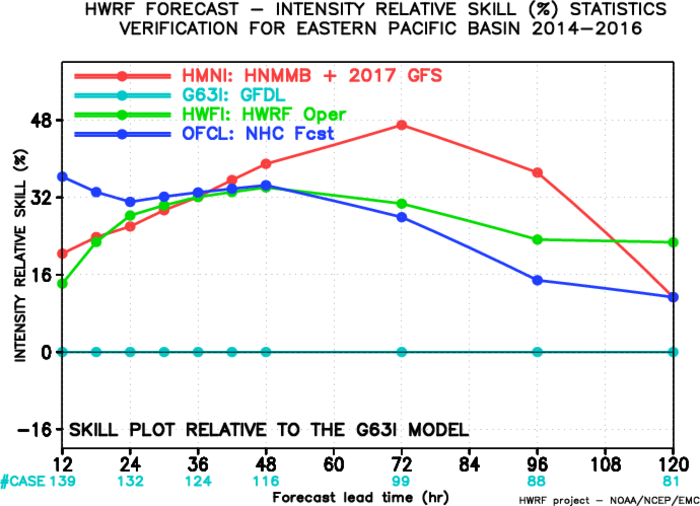 HWRF FORECAST – INTENSITY RELATIVE SKILL (%) STATISTICS
VERIFICATION FOR EASTERN PACIFIC BASIN 2014–2016
HMNI: HNMMB + 2017 GFS
G63I: GFDL
HWFI: HWRF Oper
OFCL: NHC Fcst
INTENSITY RELATIVE SKILL (%)
48
32
16
0
–16
SKILL PLOT RELATIVE TO THE G63I MODEL
12 24 36 48 60 72 84 96 108 120
#CASE 139 132 124 116 99 88 81
Forecast lead time (hr)
HWRF project – NOAA/NCEP/EMC